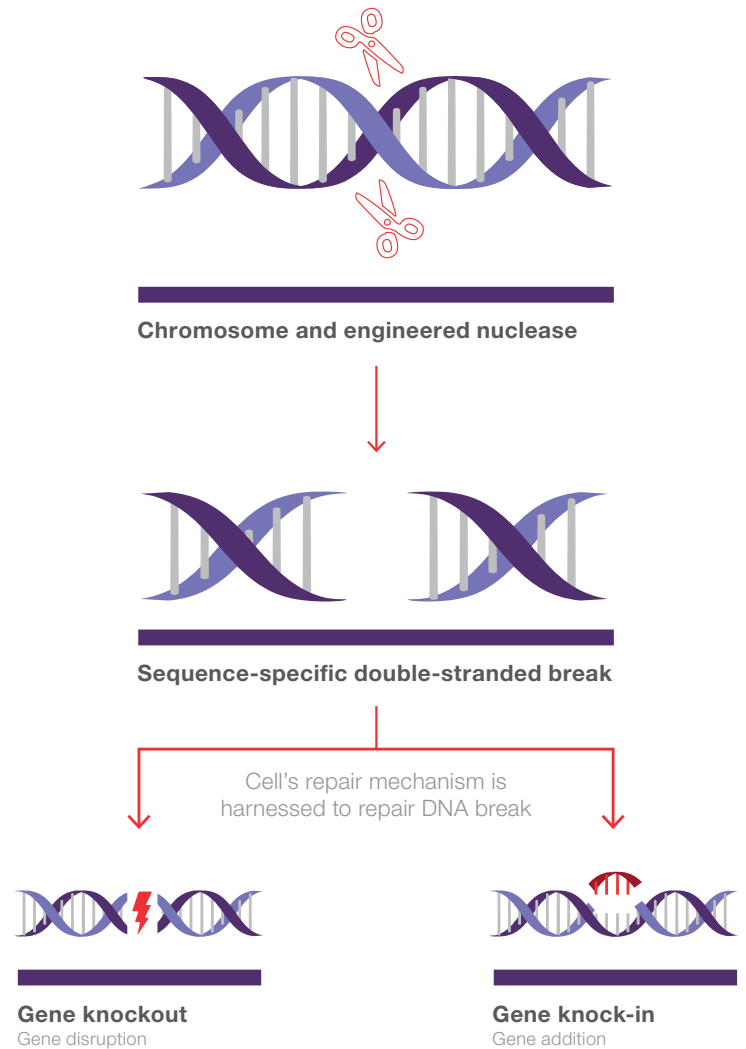 Chromosome and engineered nuclease
Sequence-specific double-stranded break
Cell's repair mechanism is
harnessed to repair DNA break
Gene knockout
Gene disruption
Gene knock-in
Gene addition